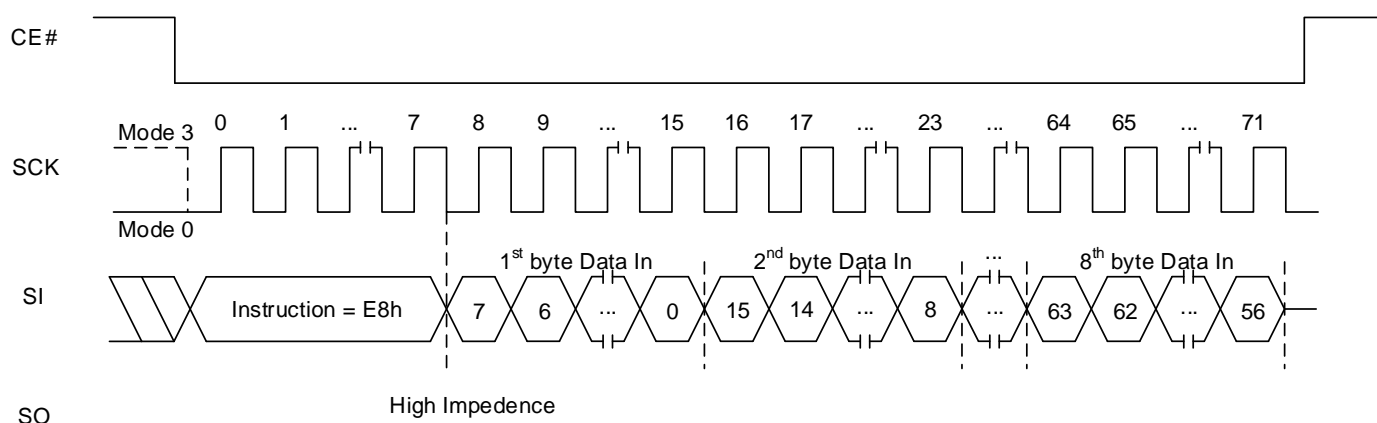 CE#
0 1 ... 7 8 9 ... 15 16 17 ... 23 ... 64 65 ... 71
Mode 3
SCK
Mode 0
1st byte Data In 2nd byte Data In ... 8th byte Data In
SI
Instruction = E8h 7 6 ... 0 15 14 ... 8 ... 63 62 ... 56
High Impedence
SO